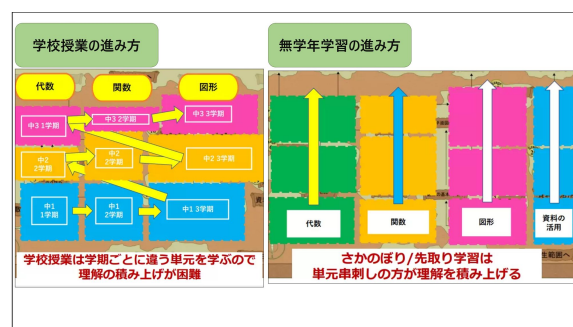 学校授業の進み方
代数
関数
図形
中3 1学期
中3 2学期
中3 3学期
中2
2学期
中2
2学期
中2 3学期
中1
1学期
中1
2学期
中1 3学期
学校授業は学期ごとに違う単元を学ぶので
理解の積み上げが困難
無学年学習の進み方
代数
関数
図形
資料の
活用
生範囲へ
さかのぼり/先取り学習は
単元串刺しの方が理解を積み上げる